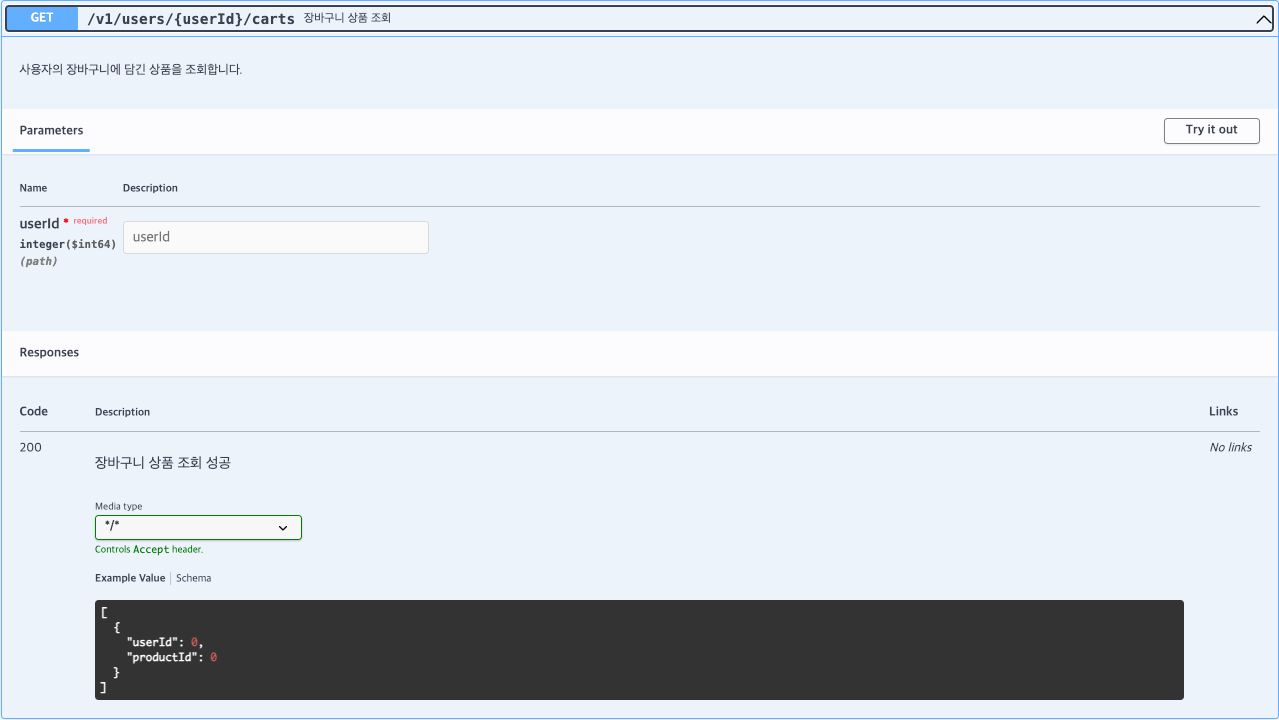 GET /v1/users/{userId}/carts 장바구니 상품 조회
사용자의 장바구니에 담긴 상품을 조회합니다.
Parameters Try it out
Name Description
userId * required
integer($int64)
(path)
userId
Responses
Code Description Links
200 장바구니 상품 조회 성공 No links
Media type
*/*
Controls Accept header.
Example Value Schema
[
  {
    "userId": 0,
    "productId": 0
  }
]